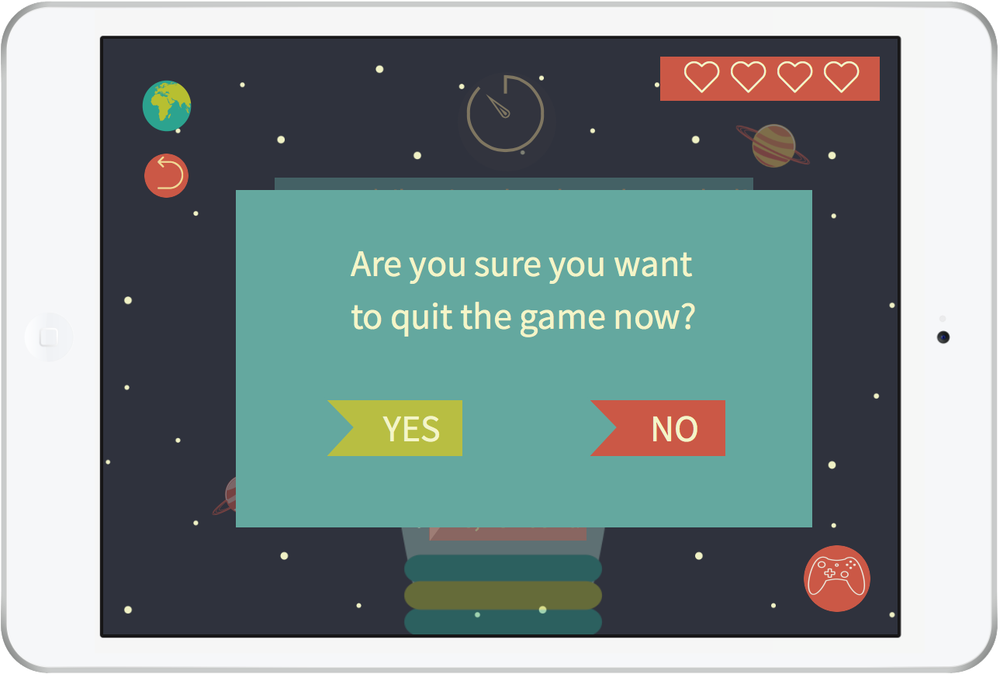 Are you sure you want
to quit the game now?
YES
NO